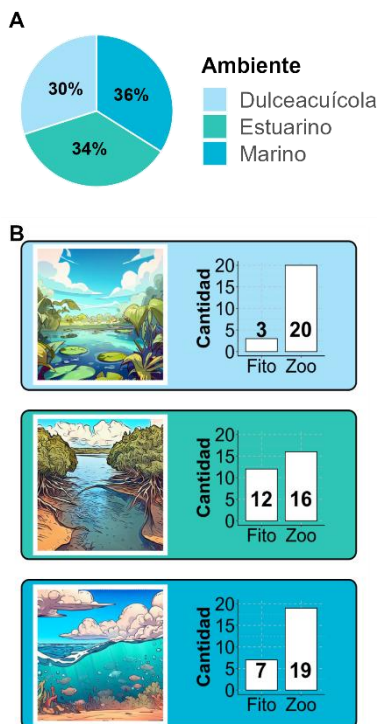 A
30%
36%
34%
Ambiente
Dulceacuícola
Estuarino
Marino
B
Cantidad
20
15
10
5
0
3
20
Fito Zoo
Cantidad
20
15
10
5
0
12
16
Fito Zoo
Cantidad
20
15
10
5
0
7
19
Fito Zoo